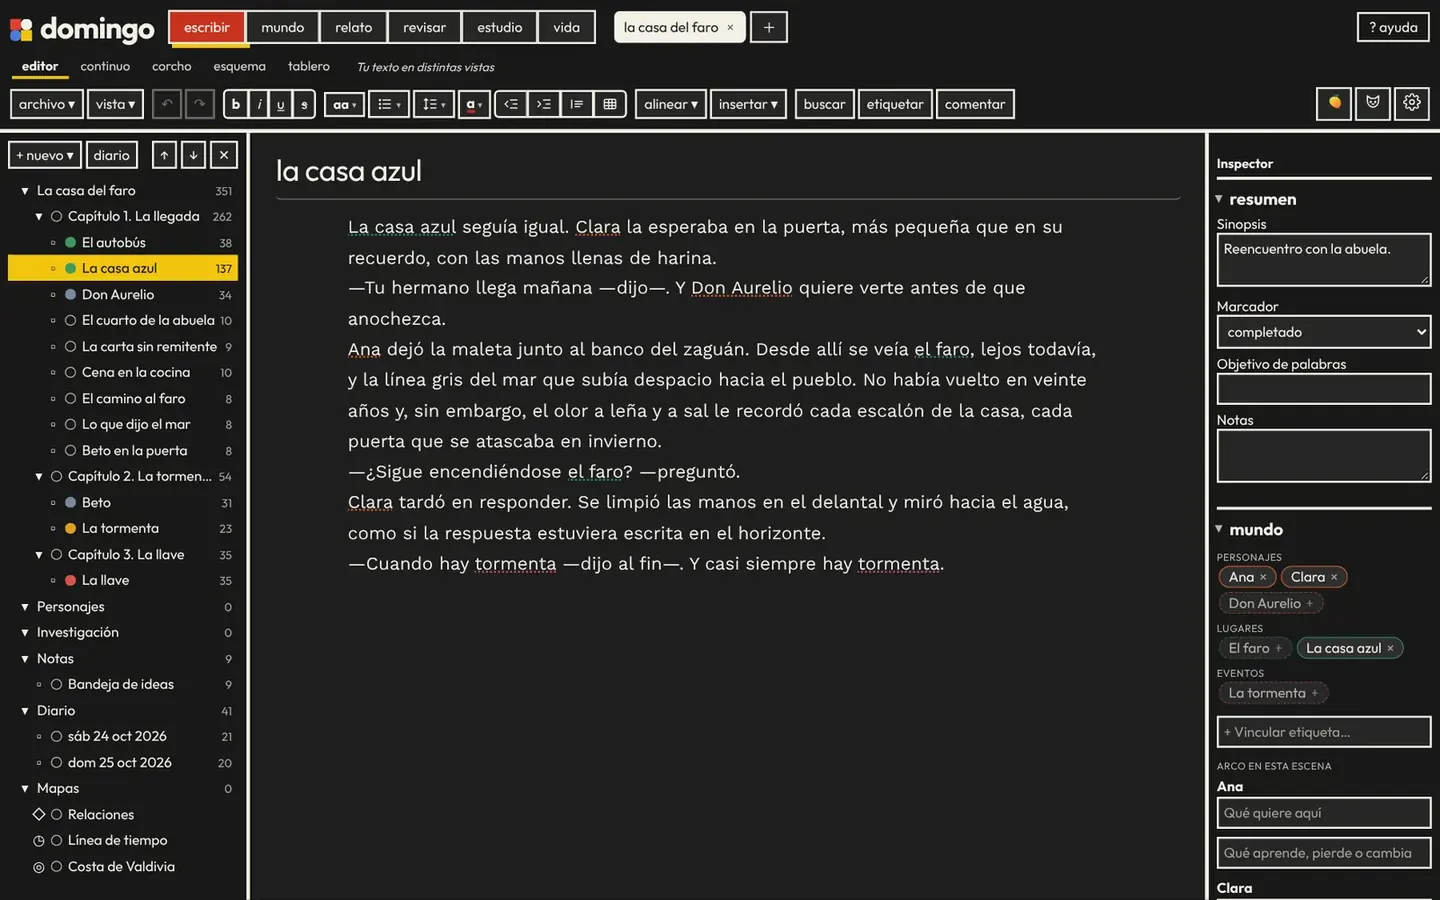 domingo
escribir mundo relato revisar estudio vida
la casa del faro × +
? ayuda
editor continuo corcho esquema tablero Tu texto en distintas vistas
archivo ▾ vista ▾ b i u s aa ▾ a ▾ alinear ▾ insertar ▾ buscar etiquetar comentar
+ nuevo ▾ diario ↑ ↓ ×
La casa del faro 351
Capítulo 1. La llegada 262
El autobús 38
La casa azul 137
Don Aurelio 34
El cuarto de la abuela 10
La carta sin remitente 9
Cena en la cocina 10
El camino al faro 8
Lo que dijo el mar 8
Beto en la puerta 8
Capítulo 2. La tormen... 54
Beto 31
La tormenta 23
Capítulo 3. La llave 35
La llave 35
Personajes 0
Investigación 0
Notas 9
Bandeja de ideas 9
Diario 41
sáb 24 oct 2026 21
dom 25 oct 2026 20
Mapas 0
Relaciones
Línea de tiempo
Costa de Valdivia
la casa azul
La casa azul seguía igual. Clara la esperaba en la puerta, más pequeña que en su
recuerdo, con las manos llenas de harina.
—Tu hermano llega mañana —dijo—. Y Don Aurelio quiere verte antes de que
anochezca.
Ana dejó la maleta junto al banco del zaguán. Desde allí se veía el faro, lejos todavía,
y la línea gris del mar que subía despacio hacia el pueblo. No había vuelto en veinte
años y, sin embargo, el olor a leña y a sal le recordó cada escalón de la casa, cada
puerta que se atascaba en invierno.
—¿Sigue encendiéndose el faro? —preguntó.
Clara tardó en responder. Se limpió las manos en el delantal y miró hacia el agua,
como si la respuesta estuviera escrita en el horizonte.
—Cuando hay tormenta —dijo al fin—. Y casi siempre hay tormenta.
Inspector
resumen
Sinopsis
Reencuentro con la abuela.
Marcador
completado
Objetivo de palabras
Notas
mundo
PERSONAJES
Ana × Clara ×
Don Aurelio +
LUGARES
El faro + La casa azul ×
EVENTOS
La tormenta +
+ Vincular etiqueta...
ARCO EN ESTA ESCENA
Ana
Qué quiere aquí
Qué aprende, pierde o cambia
Clara